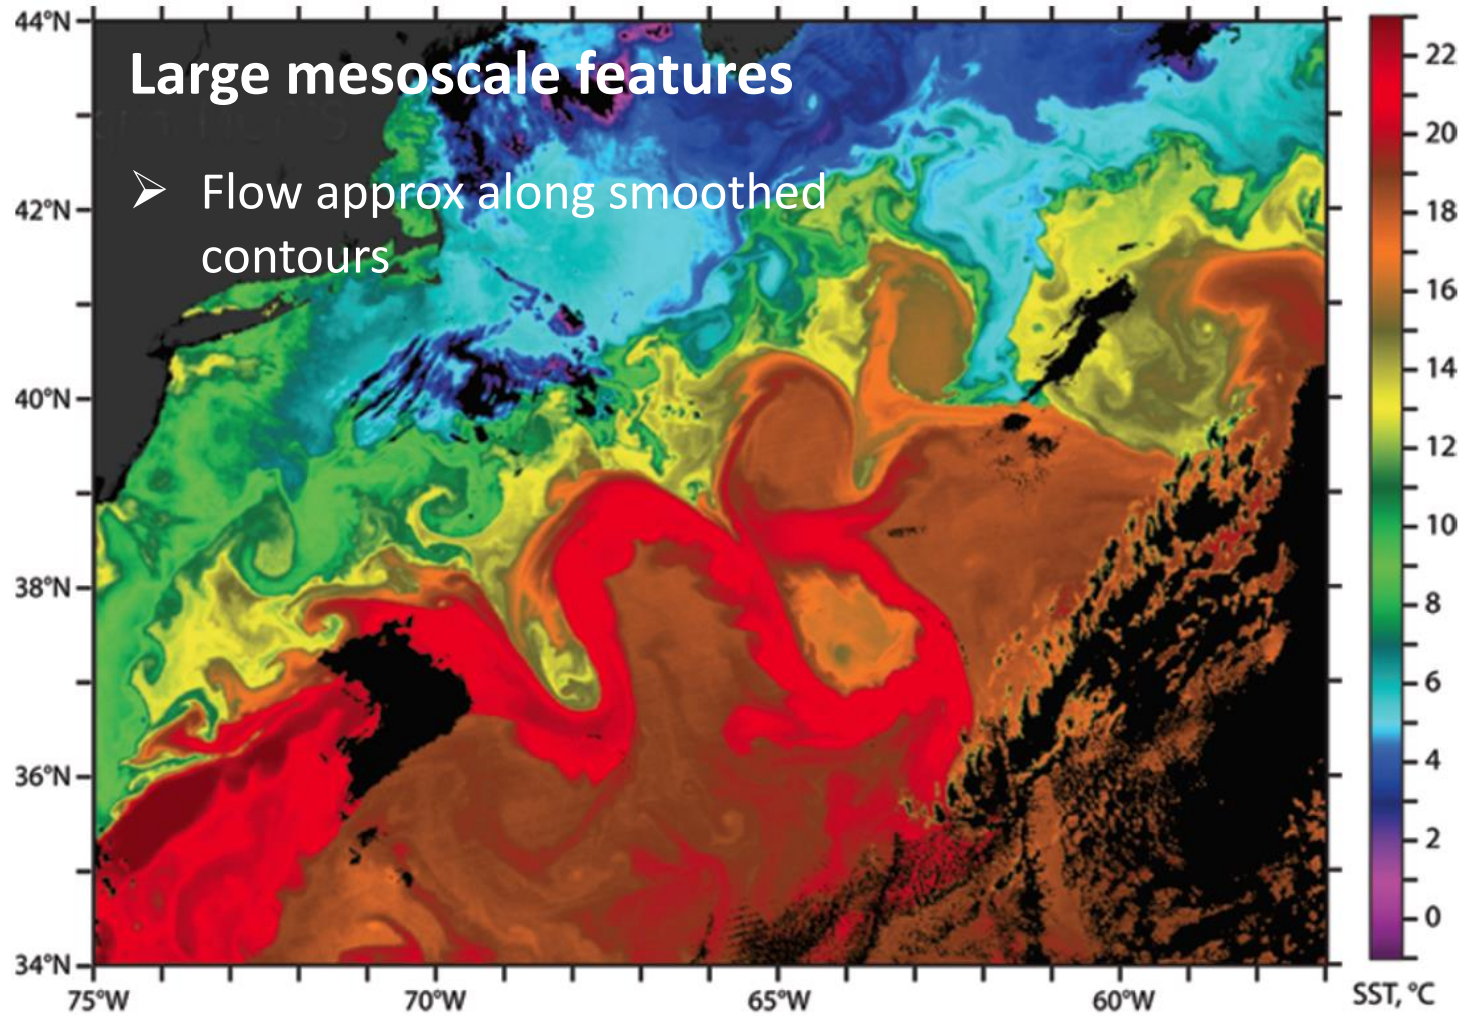 Large mesoscale features
➢ Flow approx along smoothed
contours
44°N
42°N
40°N
38°N
36°N
34°N
75°W 70°W 65°W 60°W
22
20
18
16
14
12
10
8
6
4
2
0
SST, °C